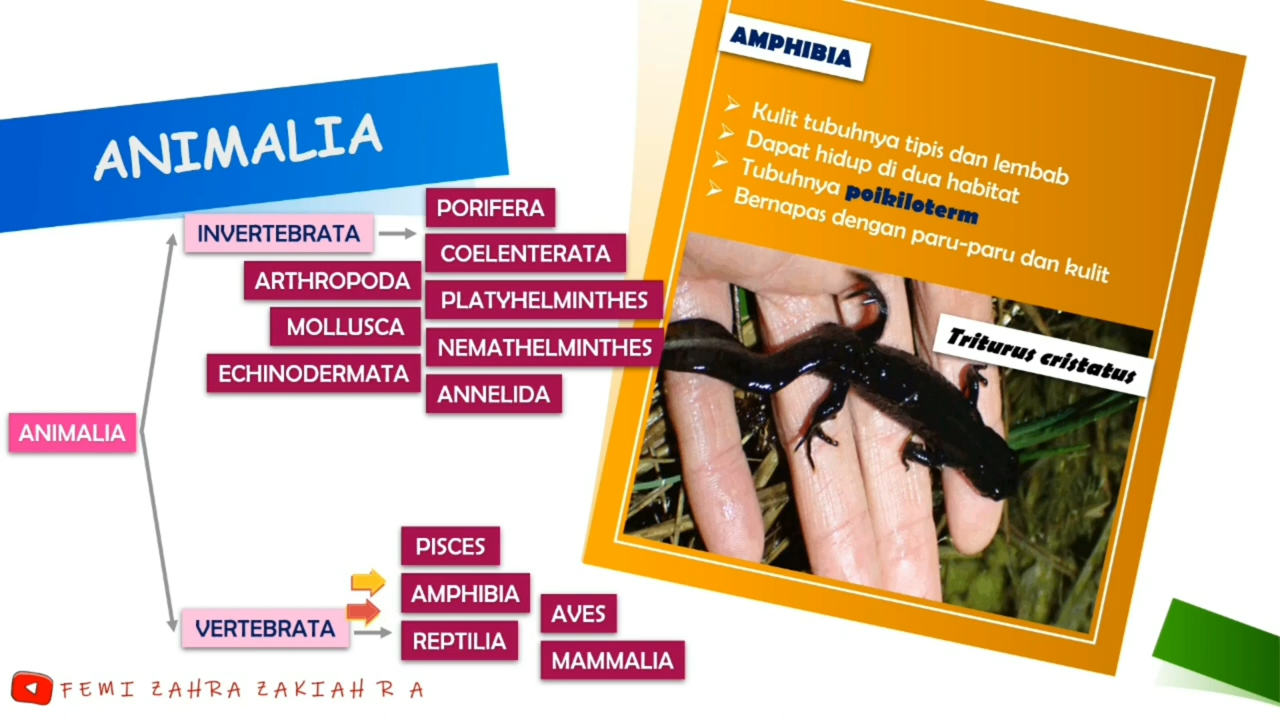 ANIMALIA
INVERTEBRATA
PORIFERA
COELENTERATA
ARTHROPODA
PLATYHELMINTHES
MOLLUSCA
NEMATHELMINTHES
ECHINODERMATA
ANNELIDA
ANIMALIA
PISCES
AMPHIBIA
AVES
VERTEBRATA
REPTILIA
MAMMALIA
FEMI ZAHRA ZAKIAH R A
AMPHIBIA
Kulit tubuhnya tipis dan lembab
Dapat hidup di dua habitat
Tubuhnya poikiloterm
Bernapas dengan paru-paru dan kulit
Triturus cristatus